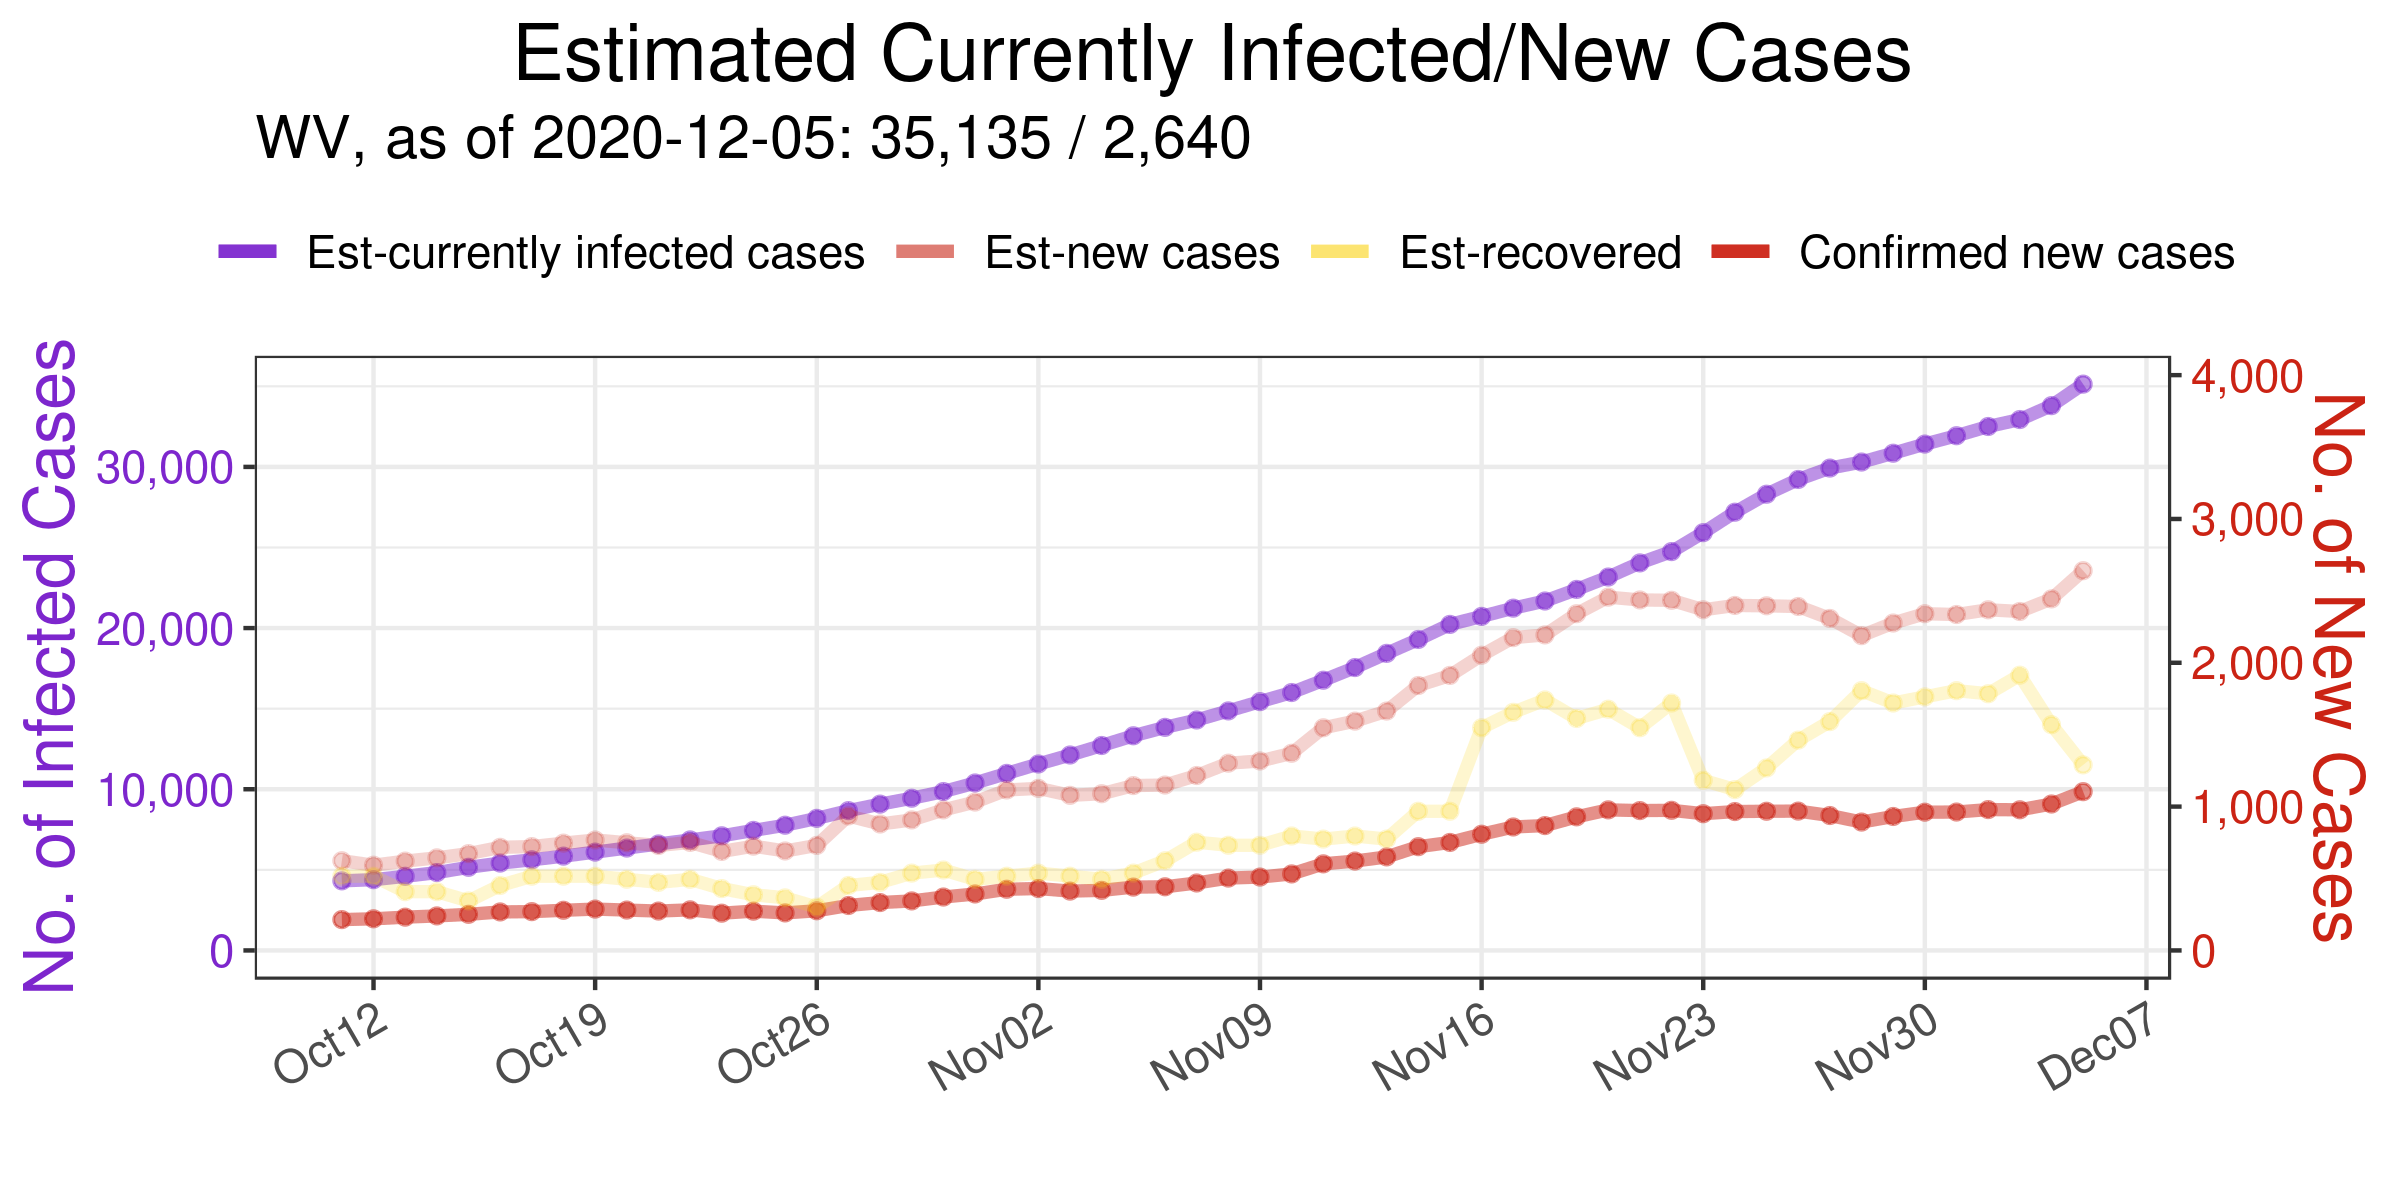 Estimated Currently Infected/New Cases
WV, as of 2020-12-05: 35,135 / 2,640
Est-currently infected cases Est-new cases Est-recovered Confirmed new cases
No. of Infected Cases
30,000
20,000
10,000
0
4,000
3,000
2,000
1,000
0
No. of New Cases
Oct12 Oct19 Oct26 Nov02 Nov09 Nov16 Nov23 Nov30 Dec07